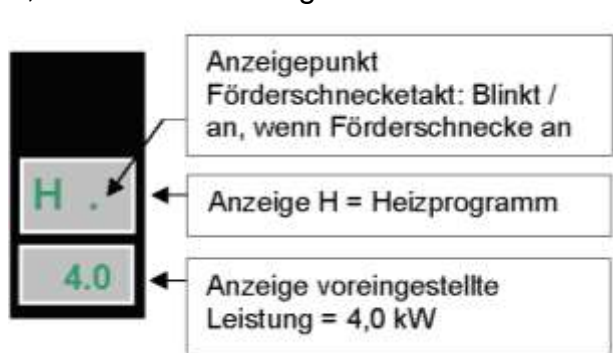 Anzeigepunkt
Förderschnecketakt: Blinkt /
an, wenn Förderschnecke an
H .
Anzeige H = Heizprogramm
4.0
Anzeige voreingestellte
Leistung = 4,0 kW